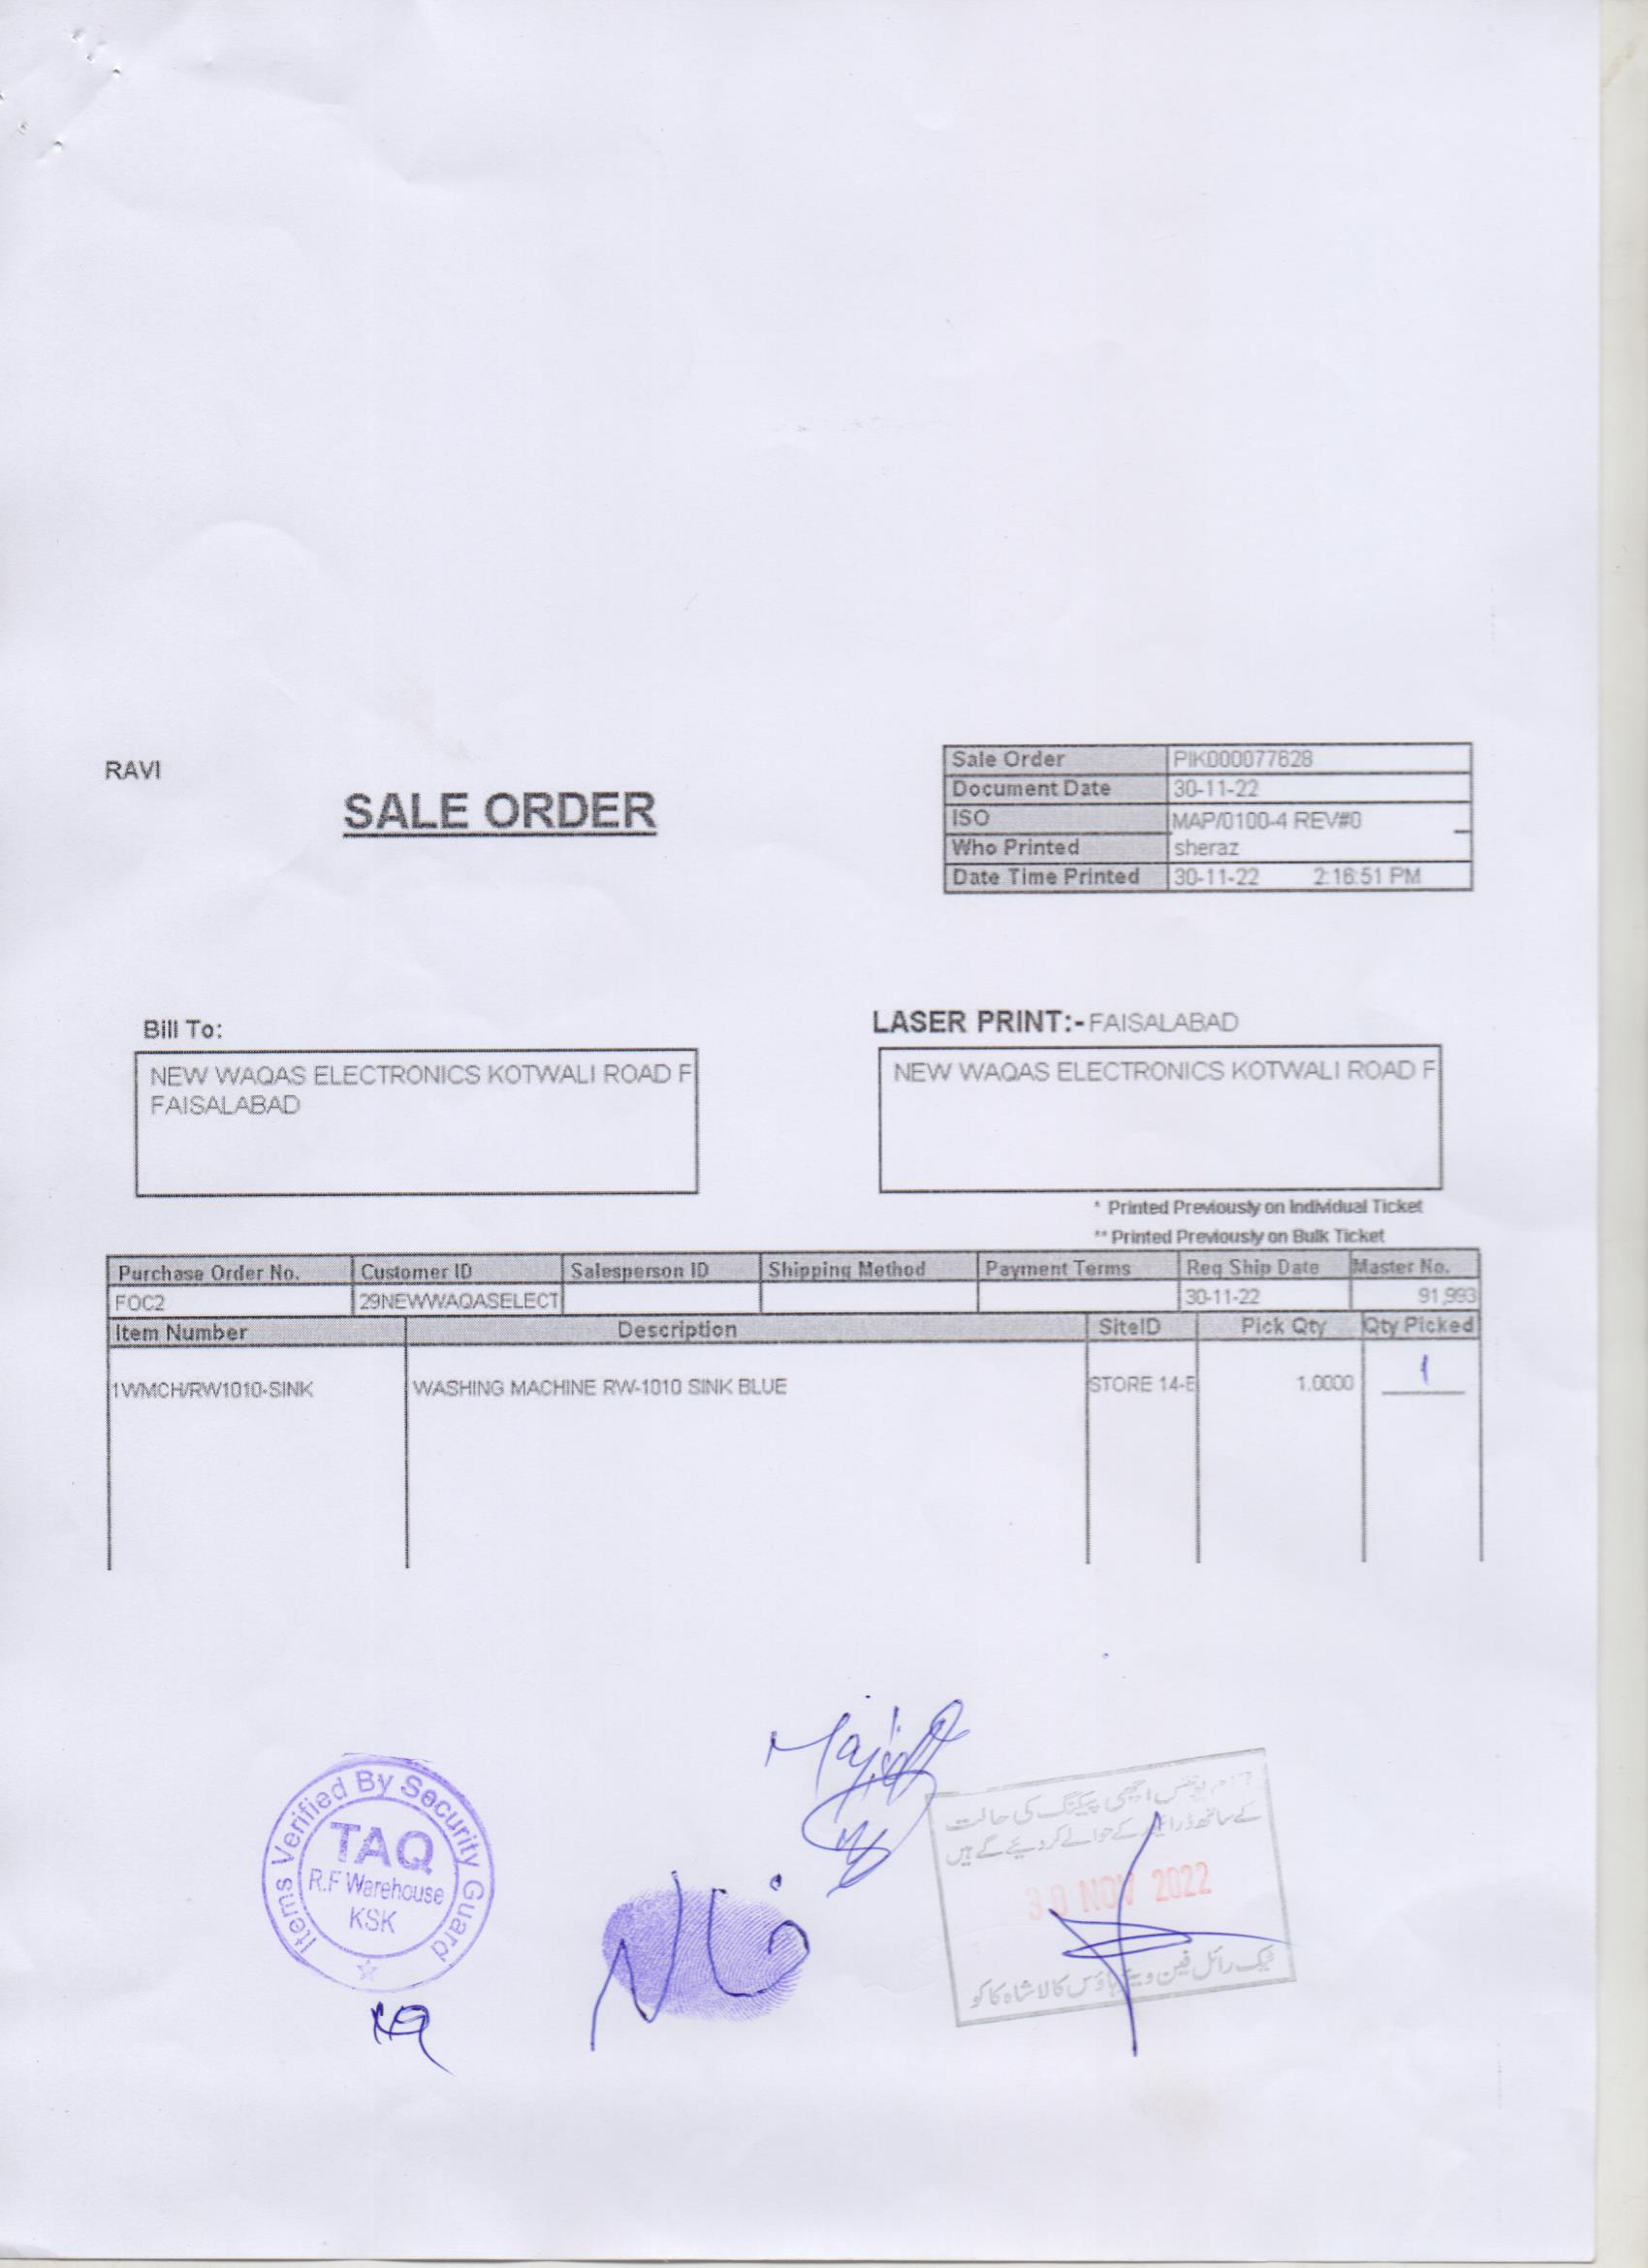 RAVI
SALE ORDER
Sale Order PIK000077628
Document Date 30-11-22
ISO MAP/0100-4 REV#0
Who Printed sheraz
Date Time Printed 30-11-22 2:16:51 PM
Bill To:
NEW WAQAS ELECTRONICS KOTWALI ROAD F
FAISALABAD
LASER PRINT:- FAISALABAD
NEW WAQAS ELECTRONICS KOTWALI ROAD F
* Printed Previously on Individual Ticket
** Printed Previously on Bulk Ticket
Purchase Order No. Customer ID Salesperson ID Shipping Method Payment Terms Req Ship Date Master No.
FOC2 29NEWWAQASELECT 30-11-22 91,993
Item Number Description SiteID Pick Qty Qty Picked
1WMCH/RW1010-SINK WASHING MACHINE RW-1010 SINK BLUE STORE 14-E 1.0000 1
Majid
Items Verified By Security Guard
TAQ
R.F Warehouse
KSK
اچھی پیکنگ کی حالت
کے ساتھ ڈرائیور کے حوالے کر دیئے گئے ہیں
30 NOV 2022
ٹیک رائل فین ویئر ہاؤس کالا شاہ کاکو